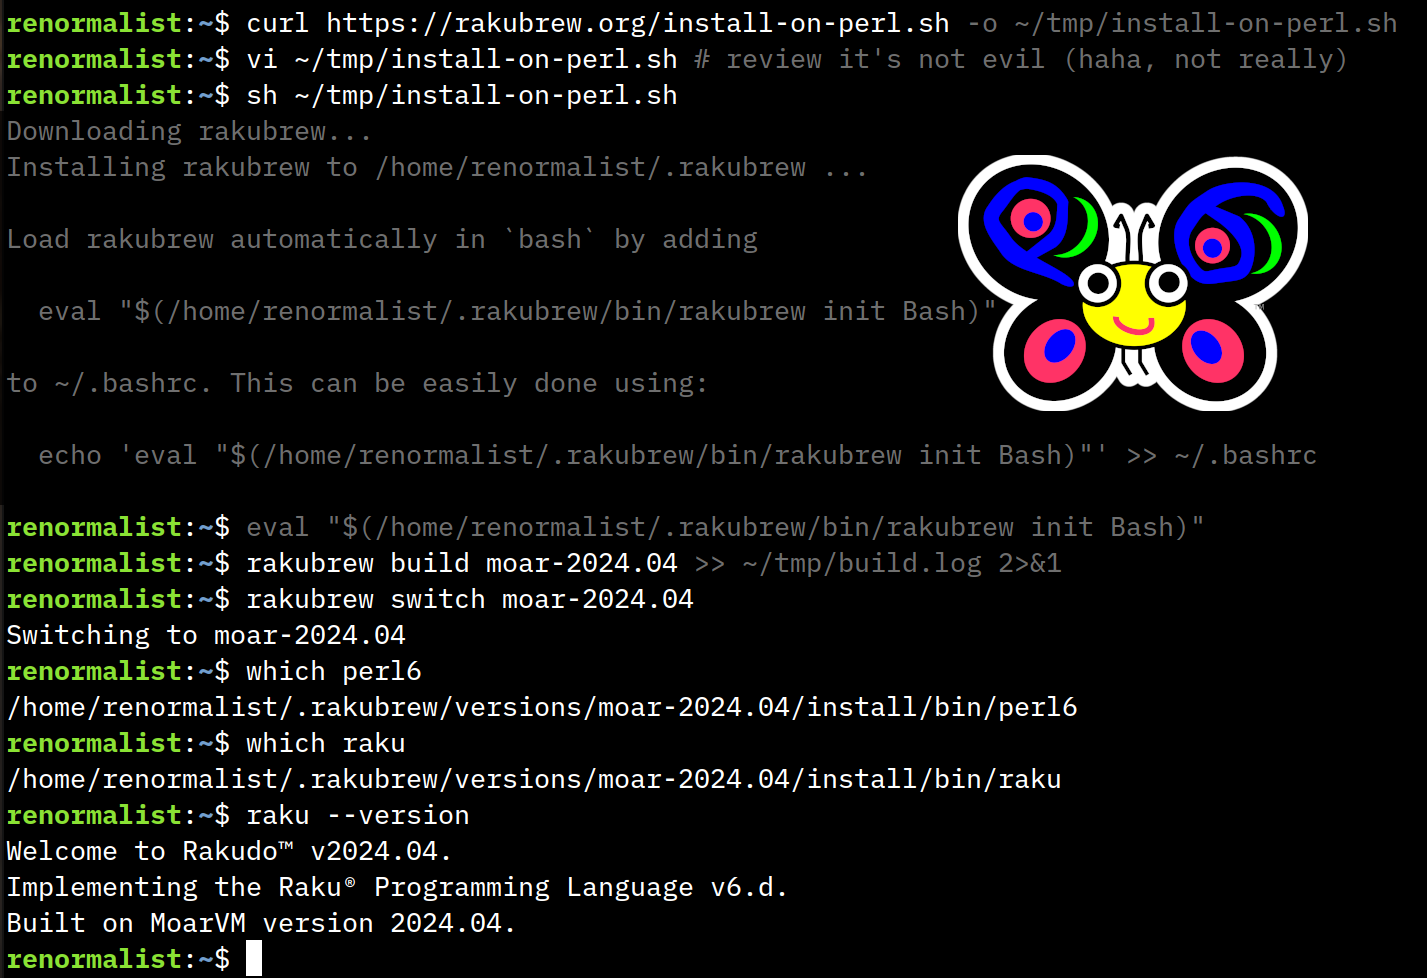 renormalist:~$ curl https://rakubrew.org/install-on-perl.sh -o ~/tmp/install-on-perl.sh
renormalist:~$ vi ~/tmp/install-on-perl.sh # review it's not evil (haha, not really)
renormalist:~$ sh ~/tmp/install-on-perl.sh
Downloading rakubrew...
Installing rakubrew to /home/renormalist/.rakubrew ...
Load rakubrew automatically in `bash` by adding
  eval "$(/home/renormalist/.rakubrew/bin/rakubrew init Bash)"
™
to ~/.bashrc. This can be easily done using:
  echo 'eval "$(/home/renormalist/.rakubrew/bin/rakubrew init Bash)"' >> ~/.bashrc
renormalist:~$ eval "$(/home/renormalist/.rakubrew/bin/rakubrew init Bash)"
renormalist:~$ rakubrew build moar-2024.04 >> ~/tmp/build.log 2>&1
renormalist:~$ rakubrew switch moar-2024.04
Switching to moar-2024.04
renormalist:~$ which perl6
/home/renormalist/.rakubrew/versions/moar-2024.04/install/bin/perl6
renormalist:~$ which raku
/home/renormalist/.rakubrew/versions/moar-2024.04/install/bin/raku
renormalist:~$ raku --version
Welcome to Rakudo™ v2024.04.
Implementing the Raku® Programming Language v6.d.
Built on MoarVM version 2024.04.
renormalist:~$